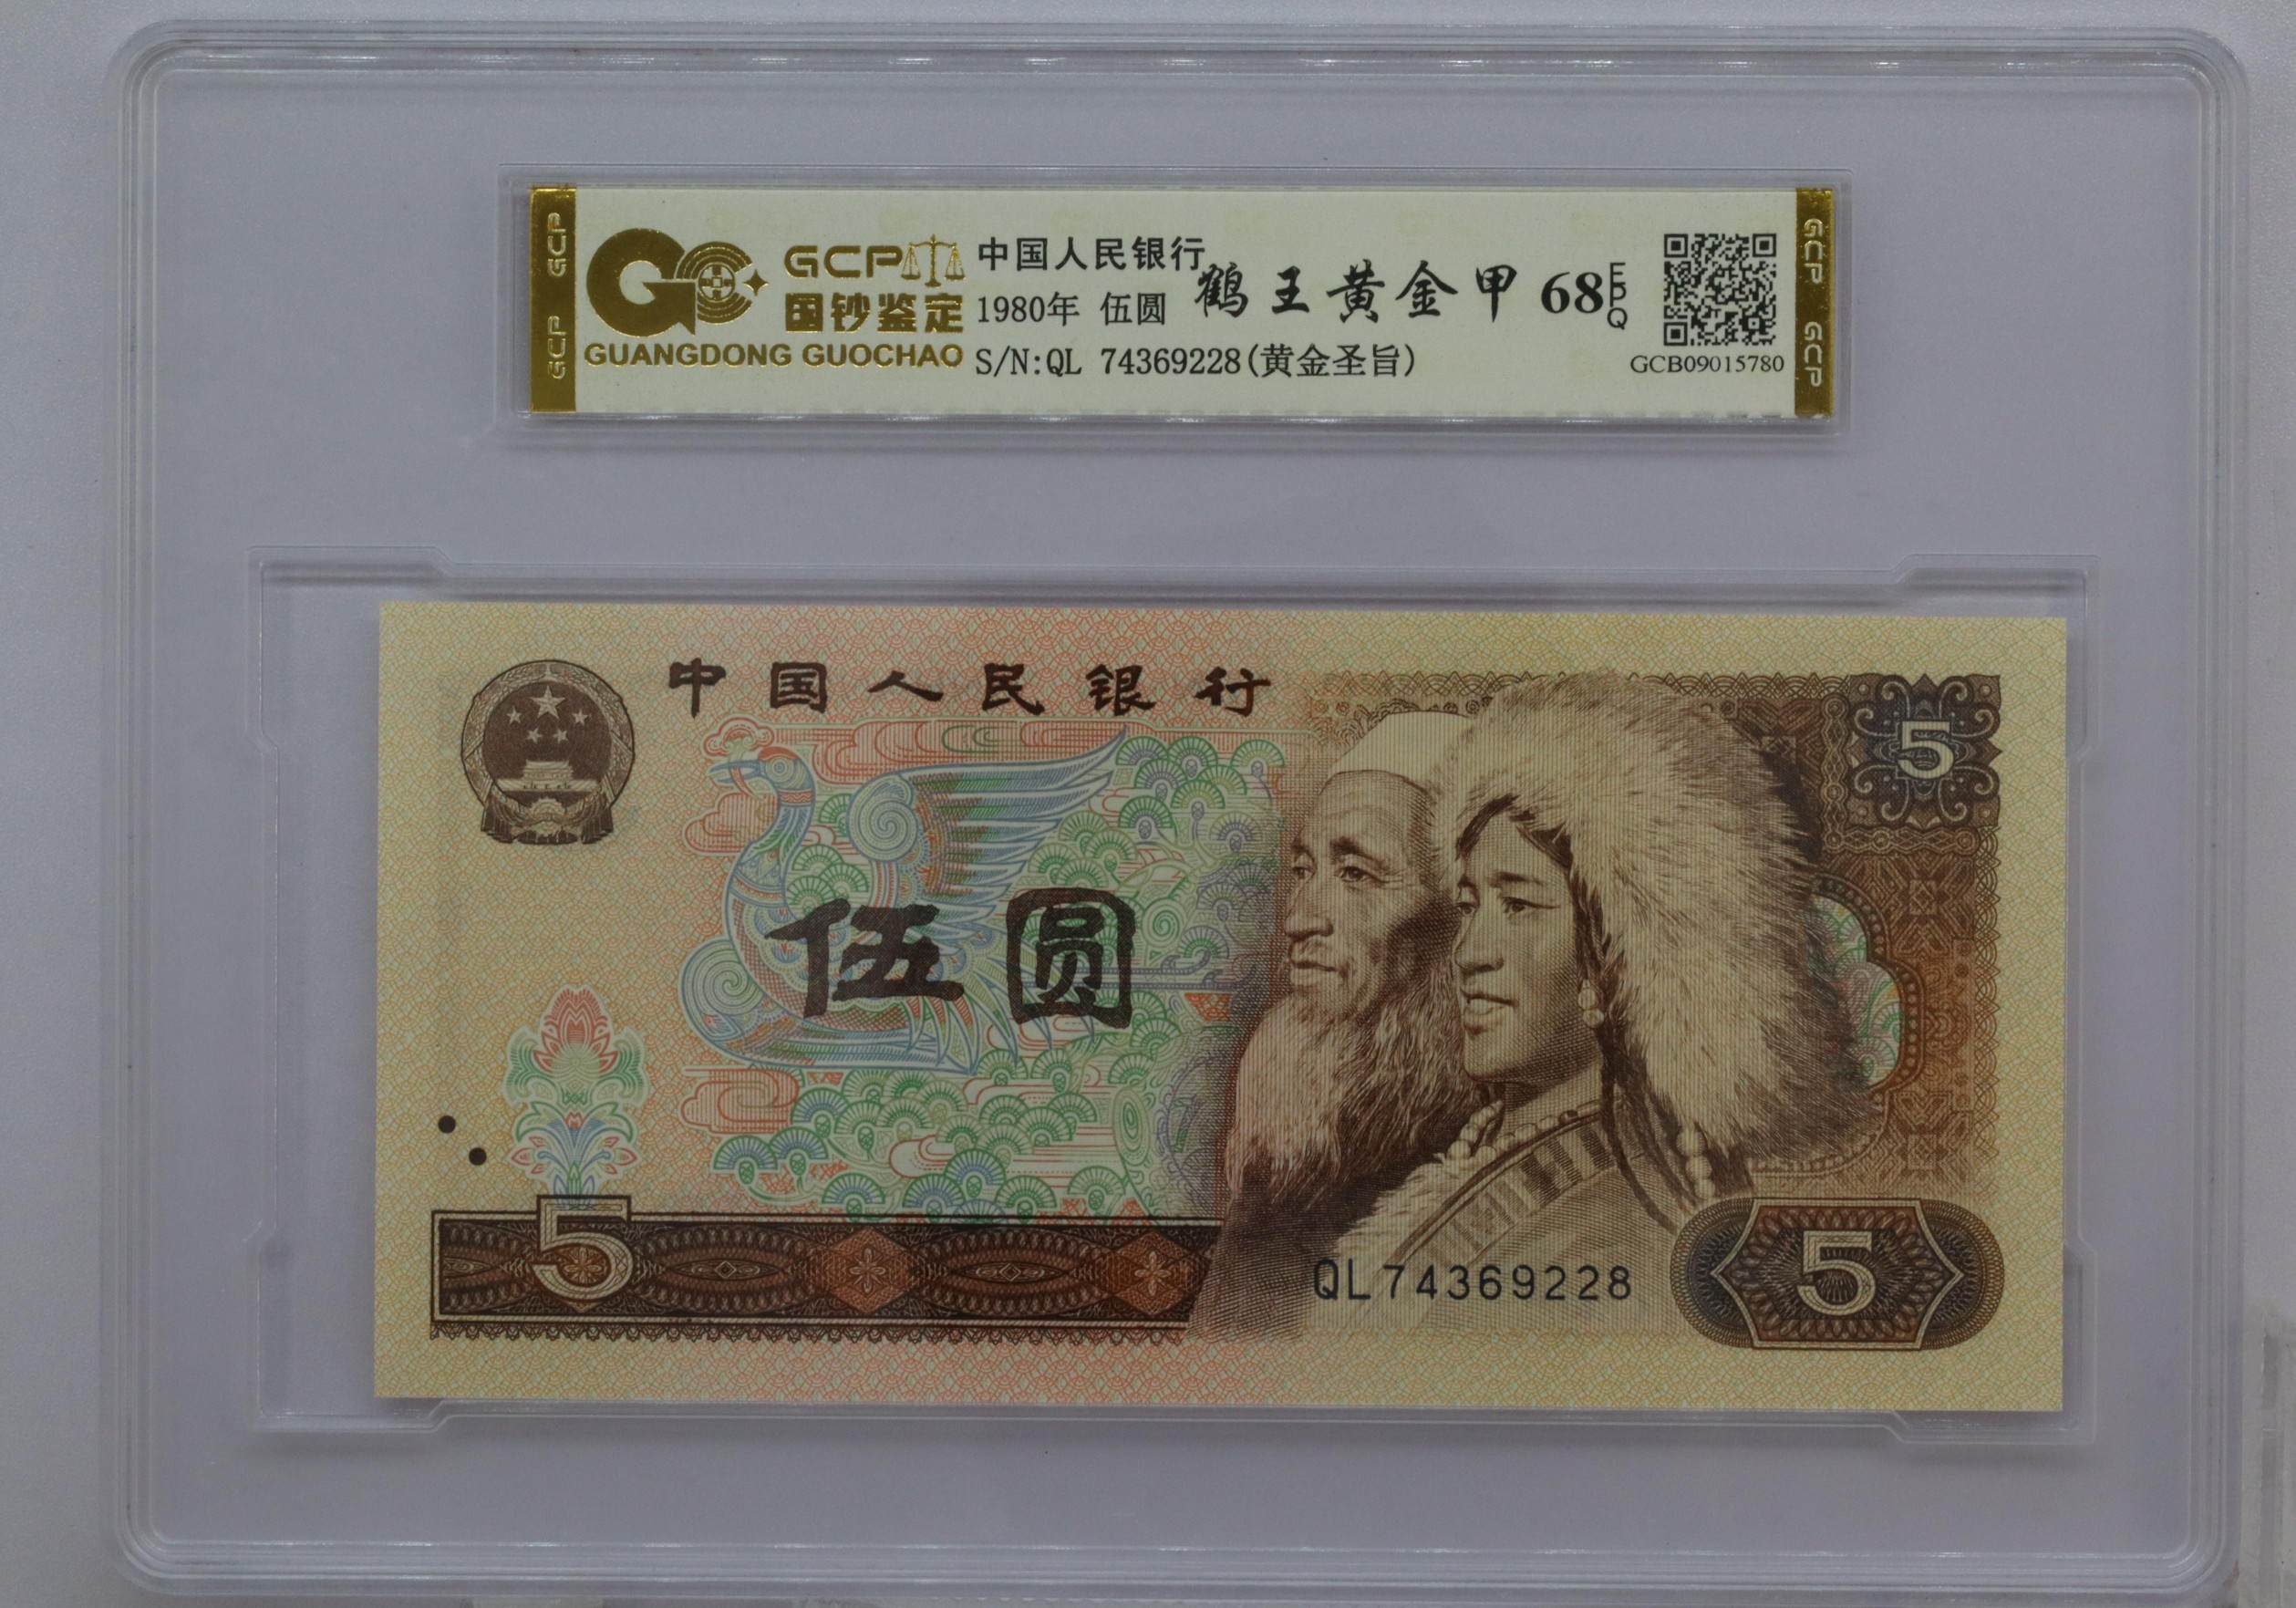 GCP GCP
GCP
国钞鉴定
GUANGDONG GUOCHAO
中国人民银行
1980年 伍圆
S/N:QL 74369228(黄金圣旨)
鹤王黄金甲 68 EPQ
GCB09015780
GCP GCP
中国人民银行
5
伍圆
5
QL74369228
5